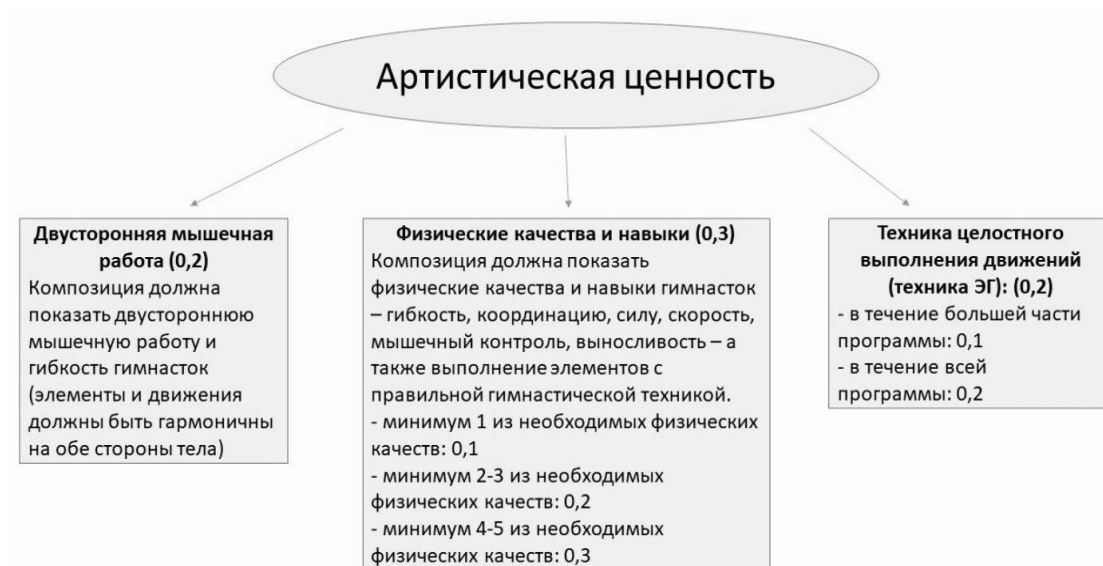 Артистическая ценность
Двусторонняя мышечная
работа (0,2)
Композиция должна
показать двустороннюю
мышечную работу и
гибкость гимнасток
(элементы и движения
должны быть гармоничны
на обе стороны тела)
Физические качества и навыки (0,3)
Композиция должна показать
физические качества и навыки гимнасток
– гибкость, координацию, силу, скорость,
мышечный контроль, выносливость – а
также выполнение элементов с
правильной гимнастической техникой.
- минимум 1 из необходимых физических
качеств: 0,1
- минимум 2-3 из необходимых
физических качеств: 0,2
- минимум 4-5 из необходимых
физических качеств: 0,3
Техника целостного
выполнения движений
(техника ЭГ): (0,2)
- в течение большей части
программы: 0,1
- в течение всей
программы: 0,2